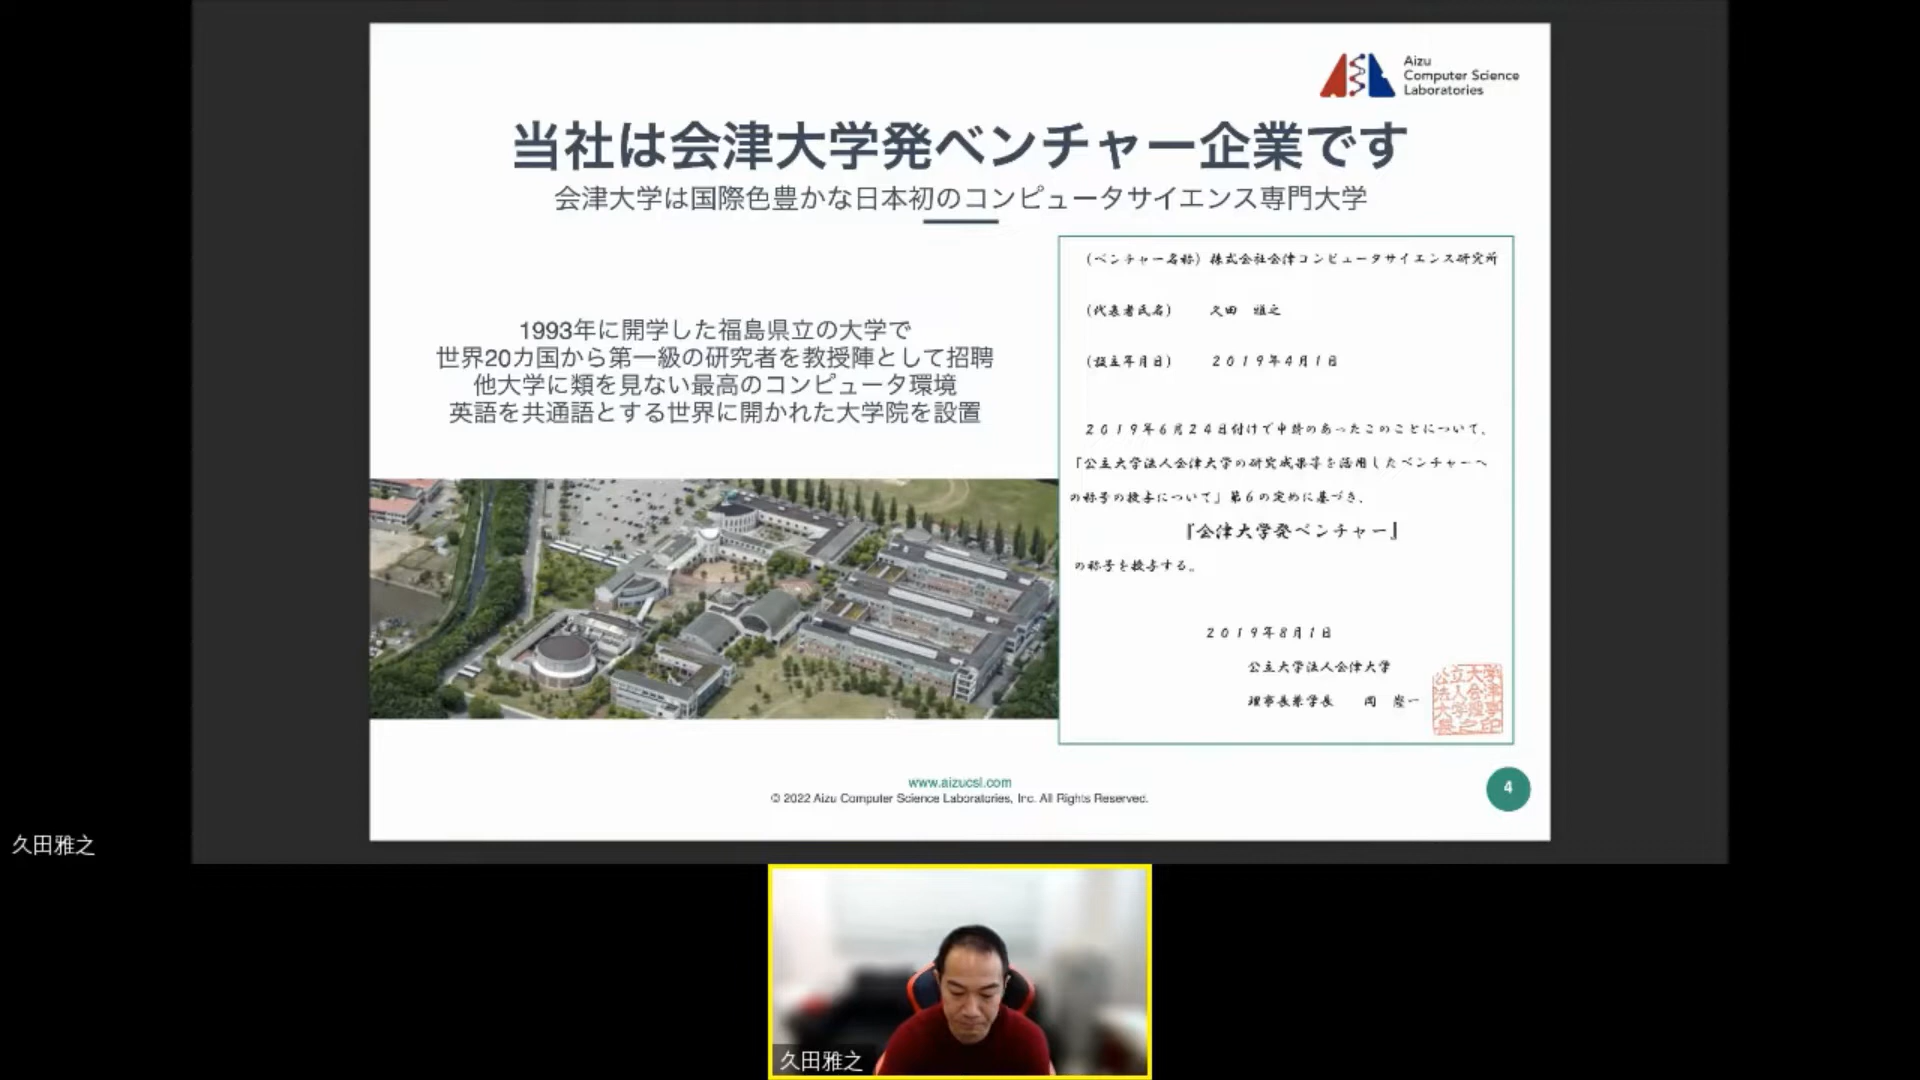 Aizu
Computer Science
Laboratories
当社は会津大学発ベンチャー企業です
会津大学は国際色豊かな日本初のコンピュータサイエンス専門大学
1993年に開学した福島県立の大学で
世界20カ国から第一級の研究者を教授陣として招聘
他大学に類を見ない最高のコンピュータ環境
英語を共通語とする世界に開かれた大学院を設置
(ベンチャー名称) 株式会社会津コンピュータサイエンス研究所
(代表者氏名) 久田 雅之
(設立年月日) 2019年4月1日
2019年6月24日付けで申請のあったこのことについて、
「公立大学法人会津大学の研究成果等を活用したベンチャーへ
の称号の授与について」第6の定めに基づき、
『会津大学発ベンチャー』
の称号を授与する。
2019年8月1日
公立大学法人会津大学
理事長兼学長 岡 嶐一
www.aizucsl.com
© 2022 Aizu Computer Science Laboratories, Inc. All Rights Reserved.
4
久田雅之
久田雅之